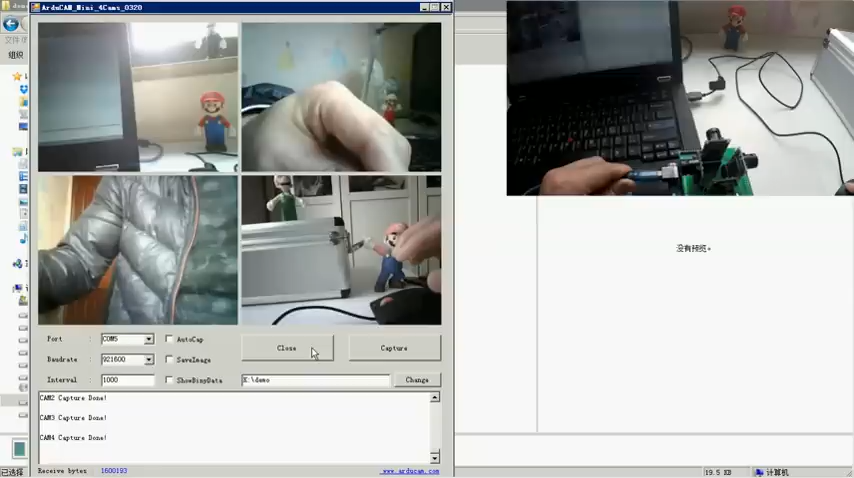 ArduCAM_Mini_4Cams_0320
组织
Port : COM5 AutoCap
Close
Capture
Baudrate : 921600 SaveImage
Interval : 1000 ShowBinyData
K:\demo
Change
CAM2 Capture Done!
CAM3 Capture Done!
CAM4 Capture Done!
Receive bytes 1600193
www.arducam.com
没有预览。
已选择
19.5 KB
计算机